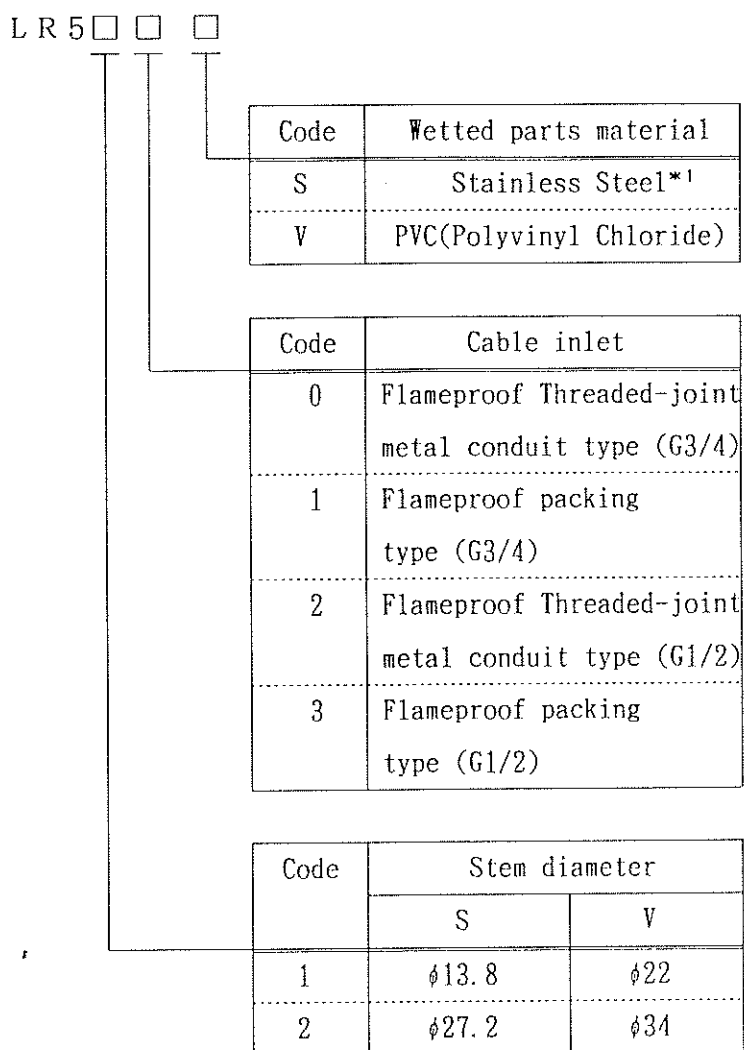 LR5□ □ □
Code Wetted parts material
S Stainless Steel*1
V PVC(Polyvinyl Chloride)
Code Cable inlet
0 Flameproof Threaded-joint
metal conduit type (G3/4)
1 Flameproof packing
type (G3/4)
2 Flameproof Threaded-joint
metal conduit type (G1/2)
3 Flameproof packing
type (G1/2)
Code Stem diameter
S V
1 φ13.8 φ22
2 φ27.2 φ34